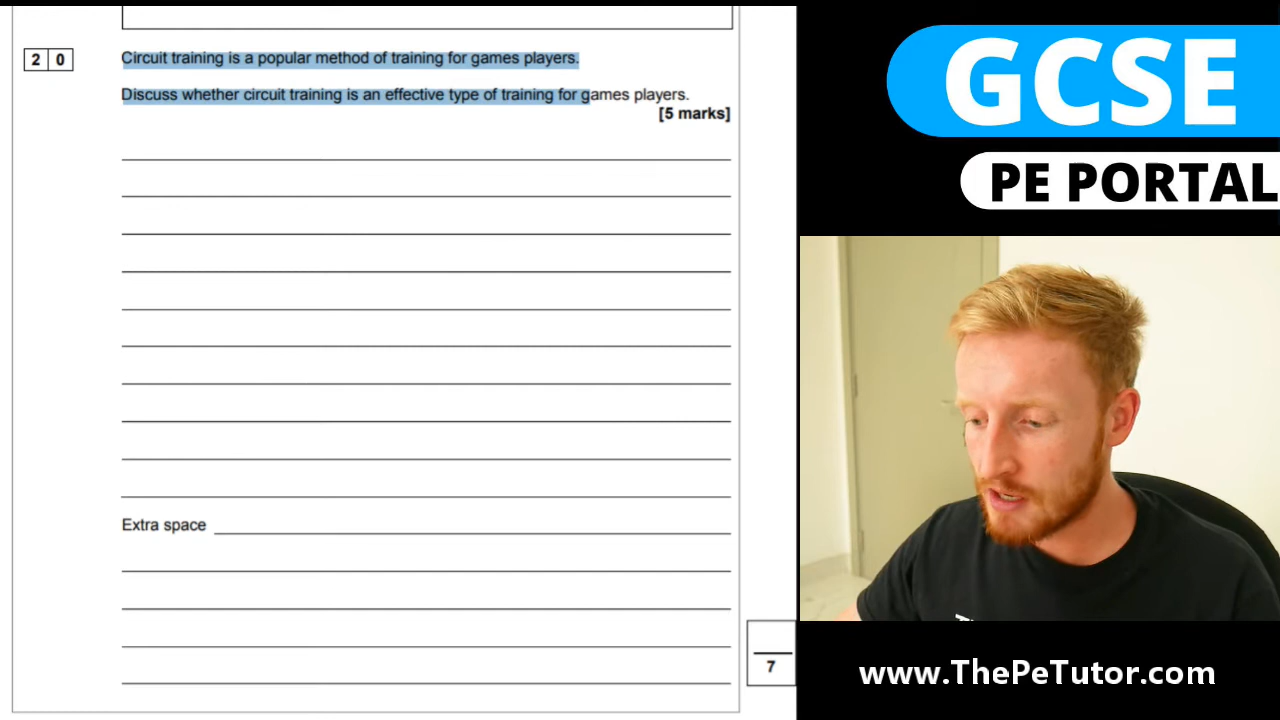 2 0
Circuit training is a popular method of training for games players.
Discuss whether circuit training is an effective type of training for games players.
[5 marks]
Extra space
7
GCSE
PE PORTAL
www.ThePeTutor.com